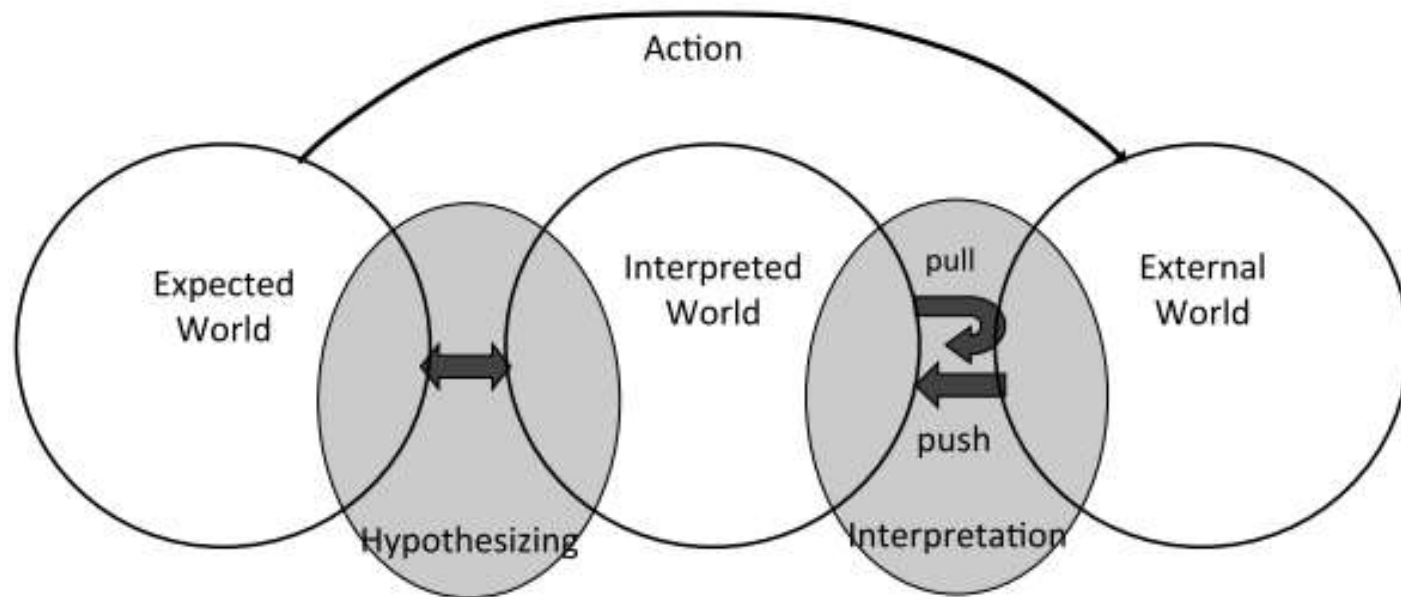 Action
Expected
World
Interpreted
World
pull
External
World
push
Hypothesizing
Interpretation